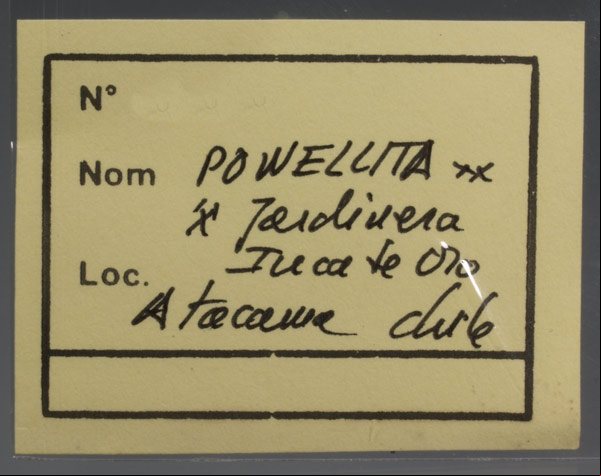 N°
Nom POWELLITA xx
"x" Jardinera
Loc. Inca de Oro
Atacama chile